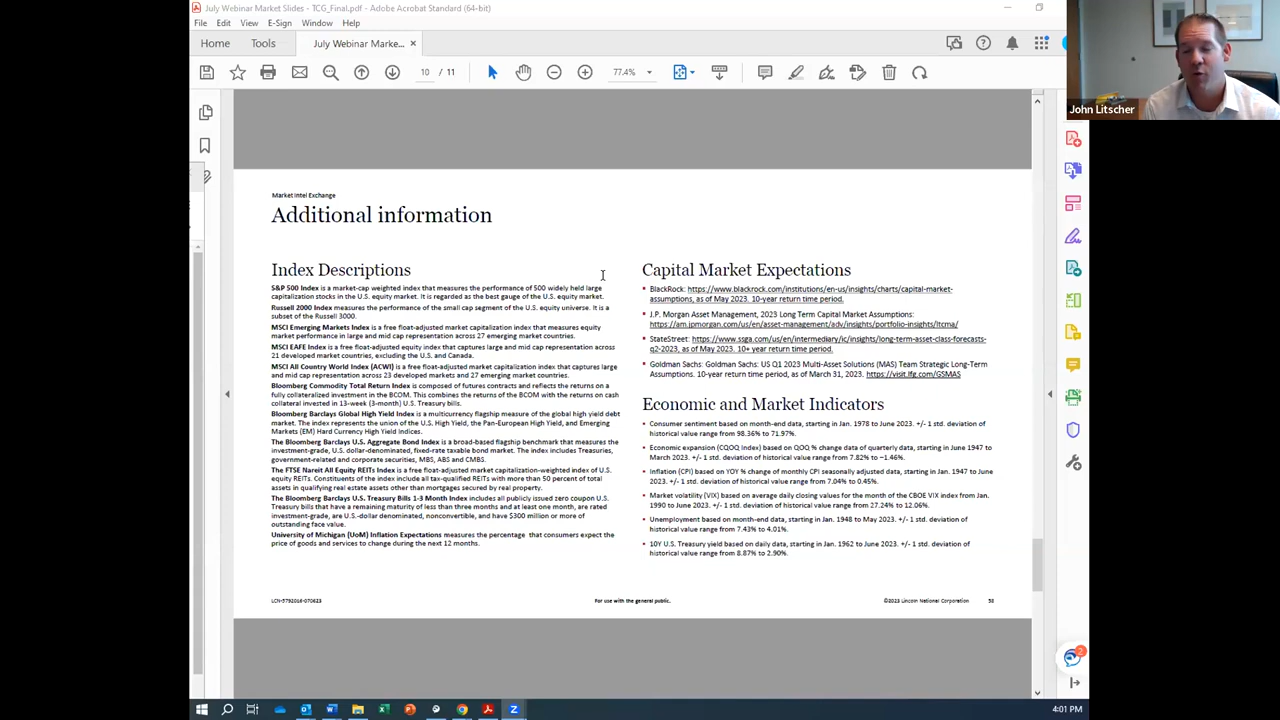 July Webinar Market Slides - TCG_Final.pdf - Adobe Acrobat Standard (64-bit)
File Edit View E-Sign Window Help
Home Tools July Webinar Marke... ×
10 / 11 77.4%
John Litscher
Market Intel Exchange
Additional information
Index Descriptions
S&P 500 Index is a market-cap weighted index that measures the performance of 500 widely held large
capitalization stocks in the U.S. equity market. It is regarded as the best gauge of the U.S. equity market.
Russell 2000 Index measures the performance of the small cap segment of the U.S. equity universe. It is a
subset of the Russell 3000.
MSCI Emerging Markets Index is a free float-adjusted market capitalization index that measures equity
market performance in large and mid cap representation across 27 emerging market countries.
MSCI EAFE Index is a free float-adjusted equity index that captures large and mid cap representation across
21 developed market countries, excluding the U.S. and Canada.
MSCI All Country World Index (ACWI) is a free float-adjusted market capitalization index that captures large
and mid cap representation across 23 developed markets and 27 emerging market countries.
Bloomberg Commodity Total Return Index is composed of futures contracts and reflects the returns on a
fully collateralized investment in the BCOM. This combines the returns of the BCOM with the returns on cash
collateral invested in 13-week (3-month) U.S. Treasury bills.
Bloomberg Barclays Global High Yield Index is a multicurrency flagship measure of the global high yield debt
market. The index represents the union of the U.S. High Yield, the Pan-European High Yield, and Emerging
Markets (EM) Hard Currency High Yield Indices.
The Bloomberg Barclays U.S. Aggregate Bond Index is a broad-based flagship benchmark that measures the
investment-grade, U.S. dollar-denominated, fixed-rate taxable bond market. The index includes Treasuries,
government-related and corporate securities, MBS, ABS and CMBS.
The FTSE Nareit All Equity REITs Index is a free float-adjusted market capitalization-weighted index of U.S.
equity REITs. Constituents of the index include all tax-qualified REITs with more than 50 percent of total
assets in qualifying real estate assets other than mortgages secured by real property.
The Bloomberg Barclays U.S. Treasury Bills 1-3 Month Index includes all publicly issued zero coupon U.S.
Treasury bills that have a remaining maturity of less than three months and at least one month, are rated
investment-grade, are U.S.-dollar denominated, nonconvertible, and have $300 million or more of
outstanding face value.
University of Michigan (UoM) Inflation Expectations measures the percentage that consumers expect the
price of goods and services to change during the next 12 months.
Capital Market Expectations
• BlackRock: https://www.blackrock.com/institutions/en-us/insights/charts/capital-market-
assumptions, as of May 2023. 10-year return time period.
• J.P. Morgan Asset Management, 2023 Long Term Capital Market Assumptions:
https://am.jpmorgan.com/us/en/asset-management/adv/insights/portfolio-insights/ltcma/
• StateStreet: https://www.ssga.com/us/en/intermediary/ic/insights/long-term-asset-class-forecasts-
q2-2023, as of May 2023. 10+ year return time period.
• Goldman Sachs: Goldman Sachs: US Q1 2023 Multi-Asset Solutions (MAS) Team Strategic Long-Term
Assumptions. 10-year return time period, as of March 31, 2023. https://visit.lfg.com/GSMAS
Economic and Market Indicators
• Consumer sentiment based on month-end data, starting in Jan. 1978 to June 2023. +/- 1 std. deviation of
historical value range from 98.36% to 71.97%.
• Economic expansion (CQOQ Index) based on QOQ % change data of quarterly data, starting in June 1947 to
March 2023. +/- 1 std. deviation of historical value range from 7.82% to –1.46%.
• Inflation (CPI) based on YOY % change of monthly CPI seasonally adjusted data, starting in Jan. 1947 to June
2023. +/- 1 std. deviation of historical value range from 7.04% to 0.45%.
• Market volatility (VIX) based on average daily closing values for the month of the CBOE VIX index from Jan.
1990 to June 2023. +/- 1 std. deviation of historical value range from 27.24% to 12.06%.
• Unemployment based on month-end data, starting in Jan. 1948 to May 2023. +/- 1 std. deviation of
historical value range from 7.43% to 4.01%.
• 10Y U.S. Treasury yield based on daily data, starting in Jan. 1962 to June 2023. +/- 1 std. deviation of
historical value range from 8.87% to 2.90%.
LCN-5792016-070623 For use with the general public. ©2023 Lincoln National Corporation 52
2
4:01 PM